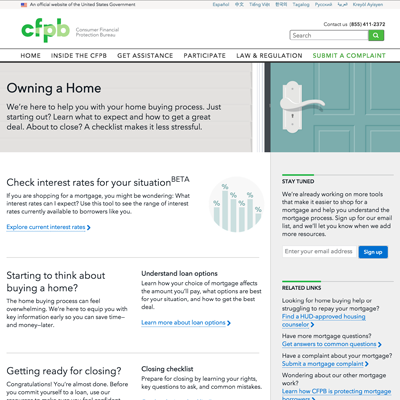 An official website of the United States Government
Español 中文 Tiếng Việt 한국어 Tagalog Русский العربية Kreyòl Ayisyen
cfpb Consumer Financial
Protection Bureau
Contact us: (855) 411-2372
Search
HOME INSIDE THE CFPB GET ASSISTANCE PARTICIPATE LAW & REGULATION SUBMIT A COMPLAINT
Owning a Home
We're here to help you with your home buying process. Just
starting out? Learn what to expect and how to get a great
deal. About to close? A checklist makes it less stressful.
Check interest rates for your situation BETA
If you are shopping for a mortgage, you might be wondering: What
interest rates can I expect? Use this tool to see the range of interest
rates currently available to borrowers like you.
Explore current interest rates
% % % % %
Starting to think about
buying a home?
The home buying process can feel
overwhelming. We're here to equip you with
key information early so you can save time—
and money—later.
Understand loan options
Learn how your choice of mortgage affects
the amount you'll pay, what options are best
for your situation, and how to get the best
deal.
Learn more about loan options
Getting ready for closing?
Congratulations! You're almost done. Before
you commit yourself to a loan, use our
resources to make sure you feel confident
Closing checklist
Prepare for closing by learning your rights,
key questions to ask, and common mistakes.
STAY TUNED
We're already working on more tools
that make it easier to shop for a
mortgage and help you understand the
mortgage process. Sign up for our email
list, and we'll let you know when we add
more resources.
Enter your email address Sign up
RELATED LINKS
Looking for home buying help or
struggling to repay your mortgage?
Find a HUD-approved housing
counselor
Have more mortgage questions?
Get answers to common questions
Have a complaint about your mortgage?
Submit a mortgage complaint
Wondering about our other mortgage
work?
Learn how CFPB is protecting mortgage
borrowers